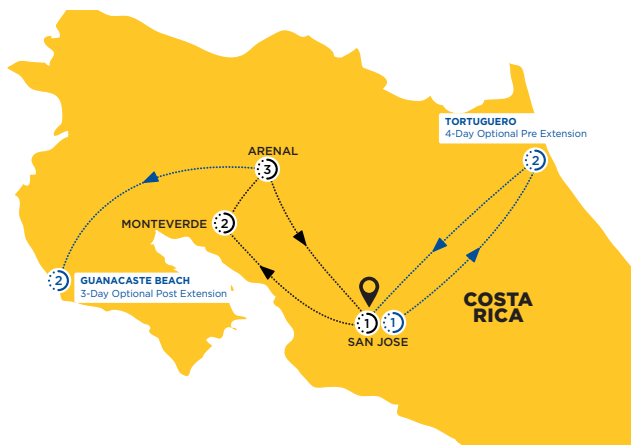 TORTUGUERO
4-Day Optional Pre Extension
2
ARENAL
3
MONTEVERDE
2
2
GUANACASTE BEACH
3-Day Optional Post Extension
COSTA
RICA
1
1
SAN JOSE